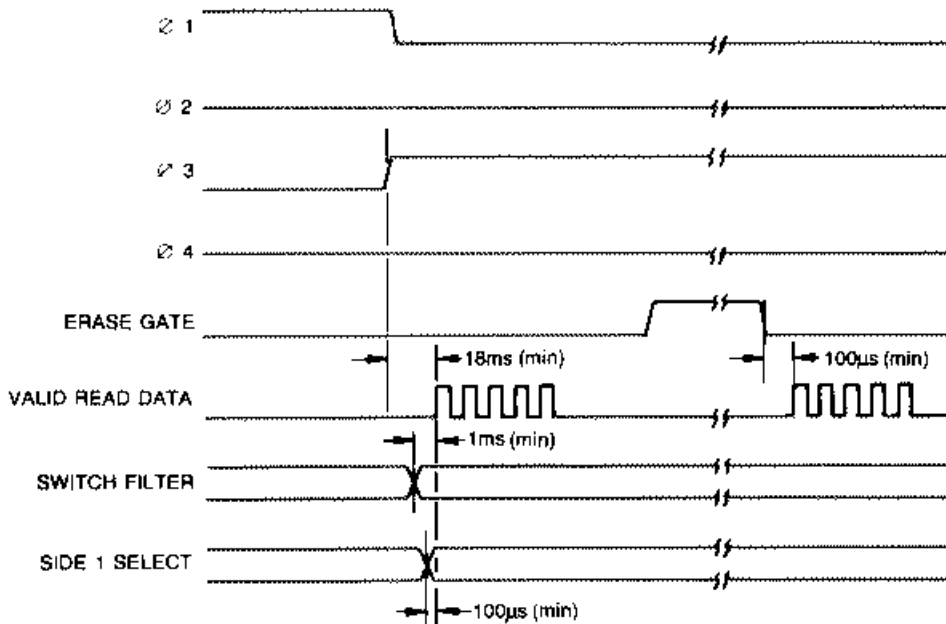 ∅ 1
∅ 2
∅ 3
∅ 4
ERASE GATE
18ms (min)
100µs (min)
VALID READ DATA
1ms (min)
SWITCH FILTER
SIDE 1 SELECT
100µs (min)